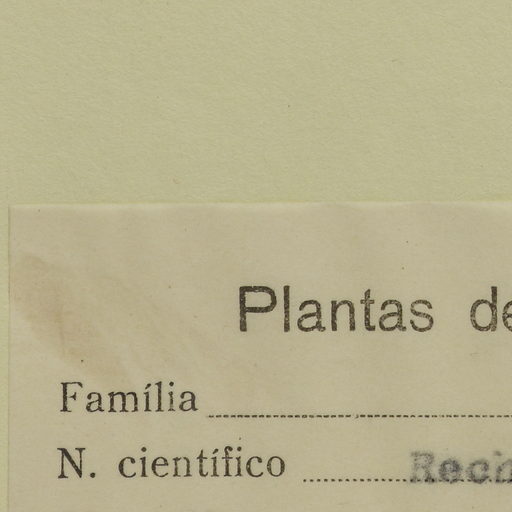 Plantas de
Família
N. científico